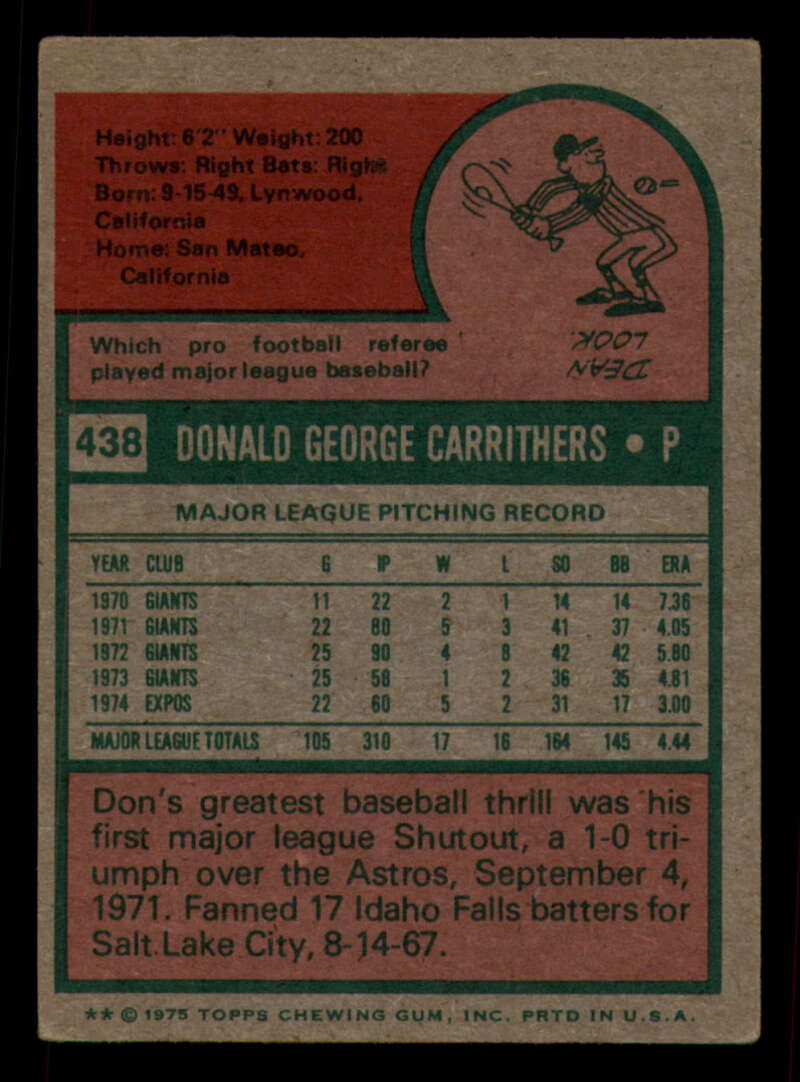 Height: 6'2" Weight: 200
Throws: Right Bats: Right
Born: 9-15-49, Lynwood,
California
Home: San Mateo,
California
Which pro football referee
played major league baseball?
DEAN
LOOK.
438 DONALD GEORGE CARRITHERS • P
MAJOR LEAGUE PITCHING RECORD
YEAR CLUB G IP W L SO BB ERA
1970 GIANTS 11 22 2 1 14 14 7.36
1971 GIANTS 22 80 5 3 41 37 4.05
1972 GIANTS 25 90 4 8 42 42 5.80
1973 GIANTS 25 58 1 2 36 35 4.81
1974 EXPOS 22 60 5 2 31 17 3.00
MAJOR LEAGUE TOTALS 105 310 17 16 164 145 4.44
Don's greatest baseball thrill was his
first major league Shutout, a 1-0 tri-
umph over the Astros, September 4,
1971. Fanned 17 Idaho Falls batters for
Salt Lake City, 8-14-67.
** © 1975 TOPPS CHEWING GUM, INC. PRTD IN U.S.A.